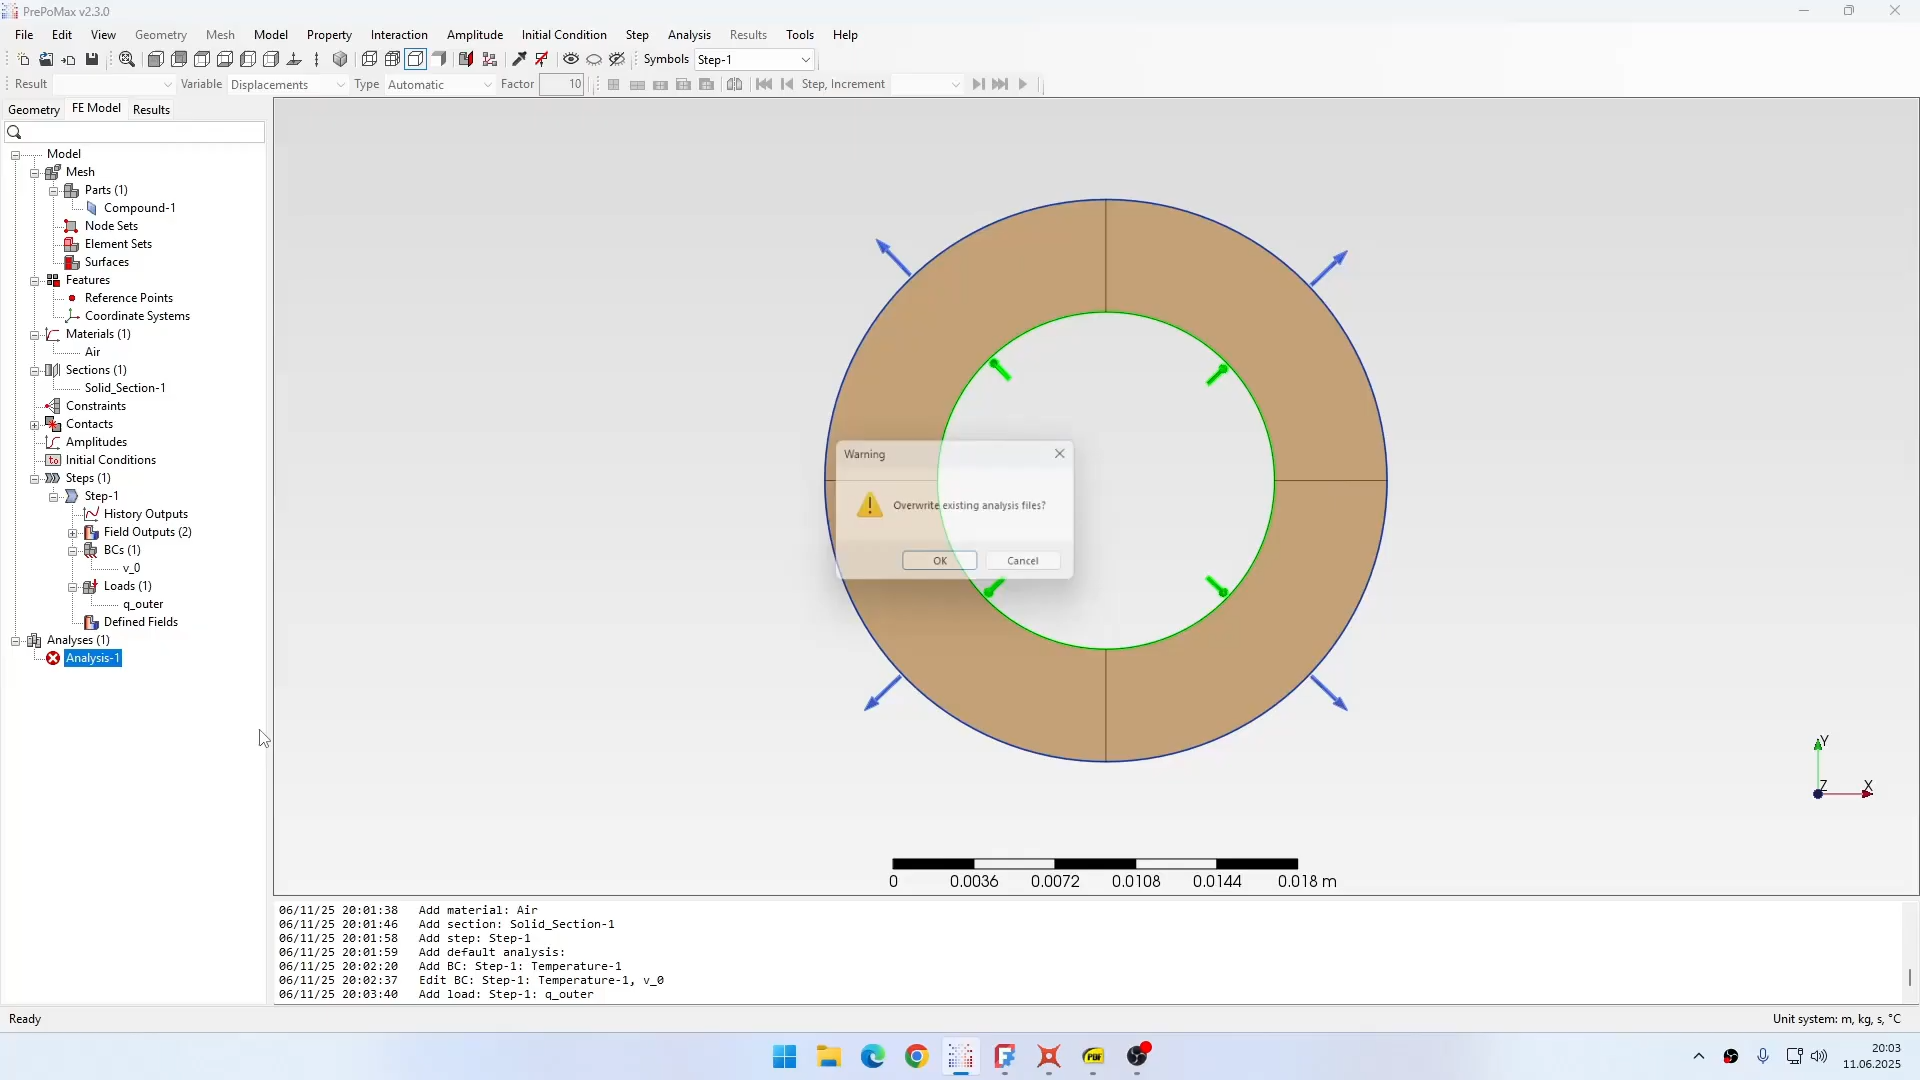 PrePoMax v2.3.0
File Edit View Geometry Mesh Model Property Interaction Amplitude Initial Condition Step Analysis Results Tools Help
Symbols Step-1
Result Variable Displacements Type Automatic Factor 10 Step, Increment
Geometry FE Model Results
Model
Mesh
Parts (1)
Compound-1
Node Sets
Element Sets
Surfaces
Features
Reference Points
Coordinate Systems
Materials (1)
Air
Sections (1)
Solid_Section-1
Constraints
Contacts
Amplitudes
Initial Conditions
Steps (1)
Step-1
History Outputs
Field Outputs (2)
BCs (1)
v_0
Loads (1)
q_outer
Defined Fields
Analyses (1)
Analysis-1
Warning
Overwrite existing analysis files?
OK Cancel
Y
Z X
0 0.0036 0.0072 0.0108 0.0144 0.018 m
06/11/25 20:01:38 Add material: Air
06/11/25 20:01:46 Add section: Solid_Section-1
06/11/25 20:01:58 Add step: Step-1
06/11/25 20:01:59 Add default analysis:
06/11/25 20:02:20 Add BC: Step-1: Temperature-1
06/11/25 20:02:37 Edit BC: Step-1: Temperature-1, v_0
06/11/25 20:03:40 Add load: Step-1: q_outer
Ready
Unit system: m, kg, s, °C
PDF
20:03
11.06.2025